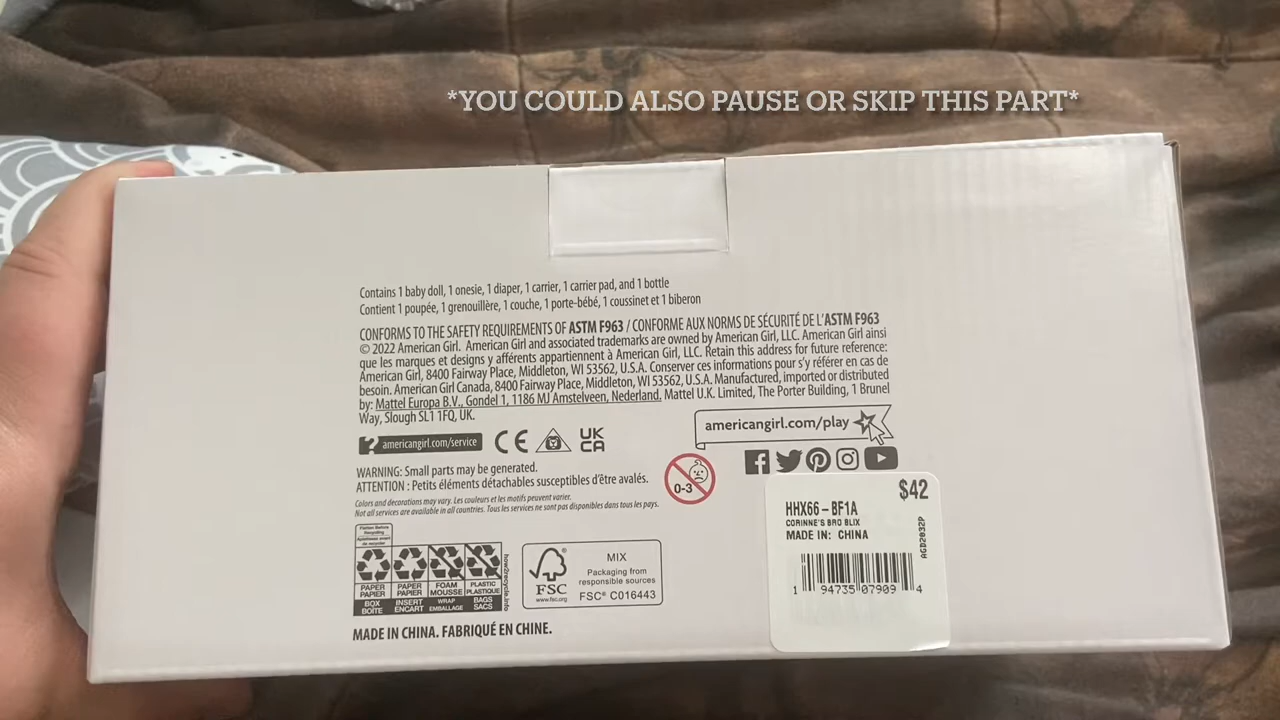 *YOU COULD ALSO PAUSE OR SKIP THIS PART*
Contains 1 baby doll, 1 onesie, 1 diaper, 1 carrier, 1 carrier pad, and 1 bottle
Contient 1 poupée, 1 grenouillère, 1 couche, 1 porte-bébé, 1 coussinet et 1 biberon
CONFORMS TO THE SAFETY REQUIREMENTS OF ASTM F963 / CONFORME AUX NORMS DE SÉCURITÉ DE L'ASTM F963
© 2022 American Girl. American Girl and associated trademarks are owned by American Girl, LLC. American Girl ainsi
que les marques et designs y afférents appartiennent à American Girl, LLC. Retain this address for future reference:
American Girl, 8400 Fairway Place, Middleton, WI 53562, U.S.A. Conserver ces informations pour s'y référer en cas de
besoin. American Girl Canada, 8400 Fairway Place, Middleton, WI 53562, U.S.A. Manufactured, imported or distributed
by: Mattel Europa B.V., Gondel 1, 1186 MJ Amstelveen, Nederland. Mattel U.K. Limited, The Porter Building, 1 Brunel
Way, Slough SL1 1FQ, UK.
americangirl.com/service
CE
UK
CA
americangirl.com/play
WARNING: Small parts may be generated.
ATTENTION : Petits éléments détachables susceptibles d'être avalés.
Colors and decorations may vary. Les couleurs et les motifs peuvent varier.
Not all services are available in all countries. Tous les services ne sont pas disponibles dans tous les pays.
0-3
$42
HHX66-BF1A
CORINNE'S BRO BLIX
MADE IN: CHINA
AGD2032P
1 94735 07909 4
Flatten Before
Recycling
PAPER PAPER FOAM PLASTIC
PAPIER PAPIER MOUSSE PLASTIQUE
BOX INSERT WRAP BAGS
BOÎTE ENCART EMBALLAGE SACS
how2recycle.info
FSC
www.fsc.org
MIX
Packaging from
responsible sources
FSC® C016443
MADE IN CHINA. FABRIQUÉ EN CHINE.